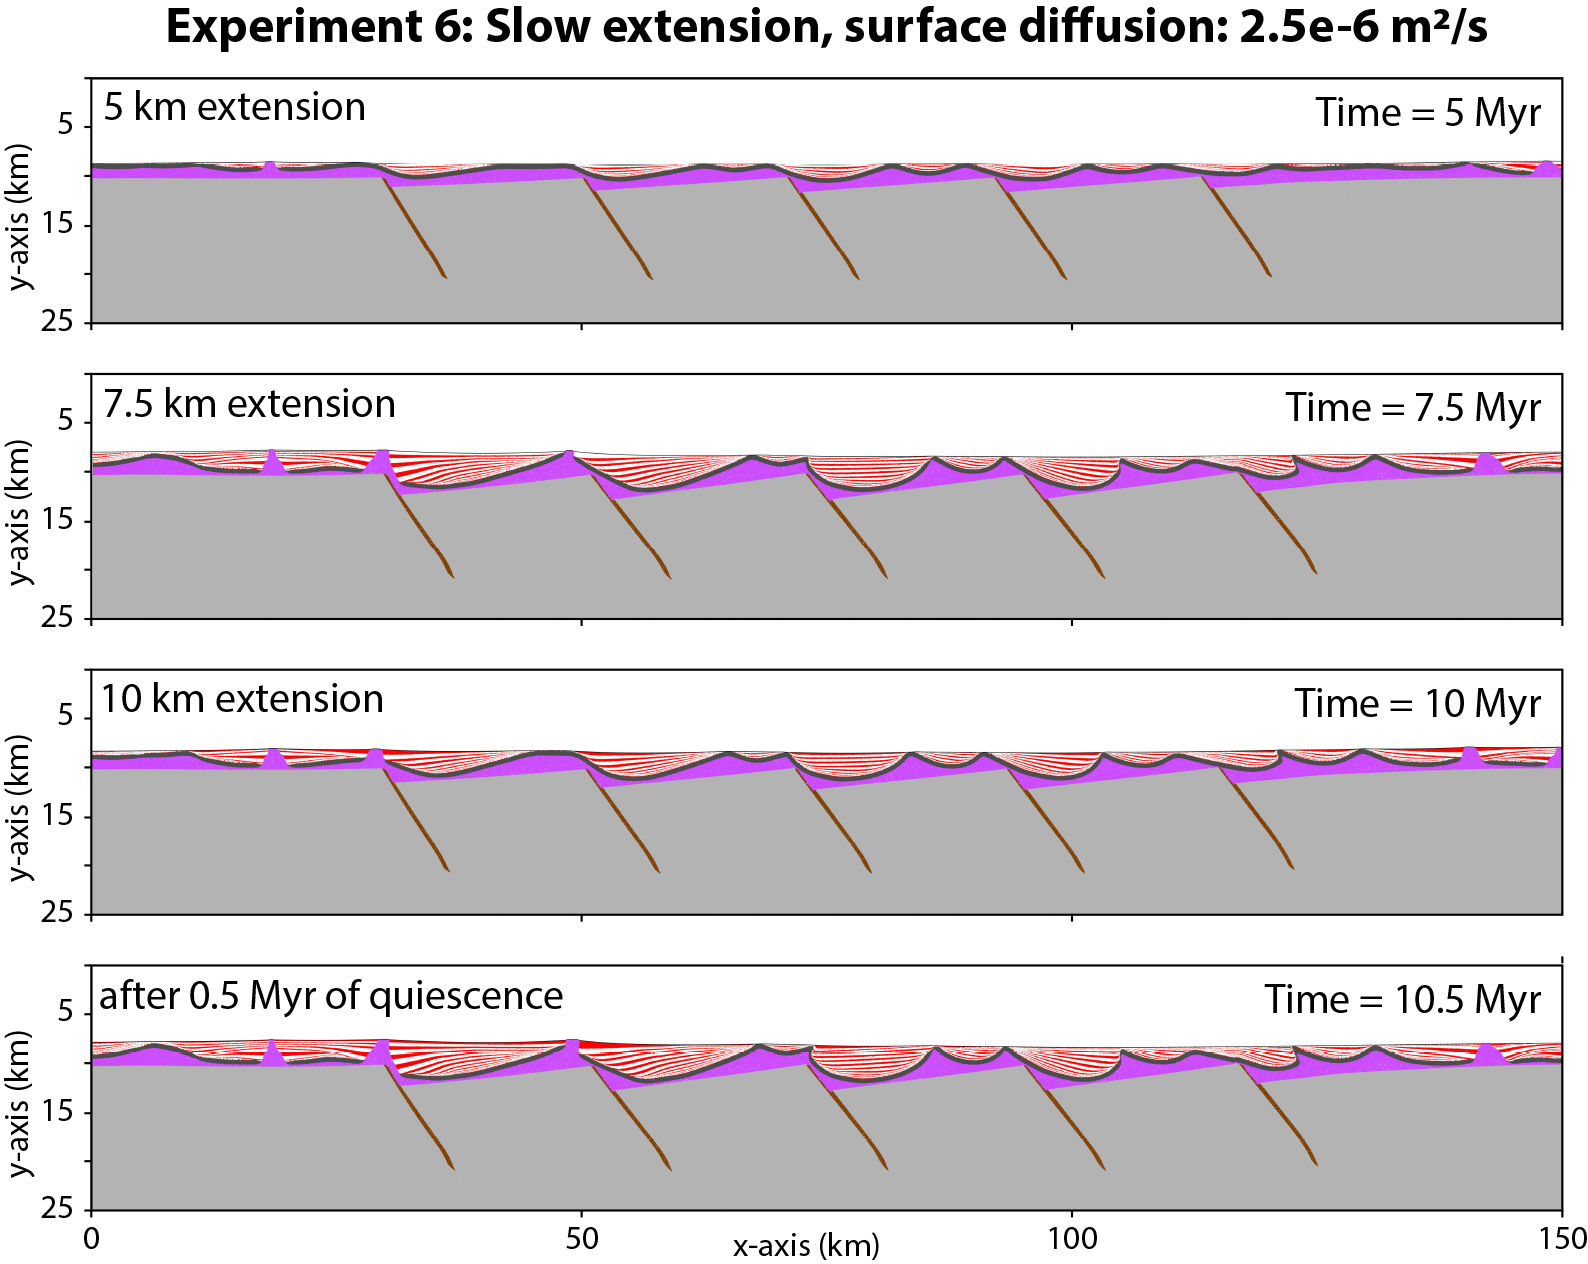 Experiment 6: Slow extension, surface diffusion: 2.5e-6 m²/s
5 km extension
Time = 5 Myr
5
15
25
y-axis (km)
7.5 km extension
Time = 7.5 Myr
5
15
25
y-axis (km)
10 km extension
Time = 10 Myr
5
15
25
y-axis (km)
after 0.5 Myr of quiescence
Time = 10.5 Myr
5
15
25
y-axis (km)
0
50
100
150
x-axis (km)